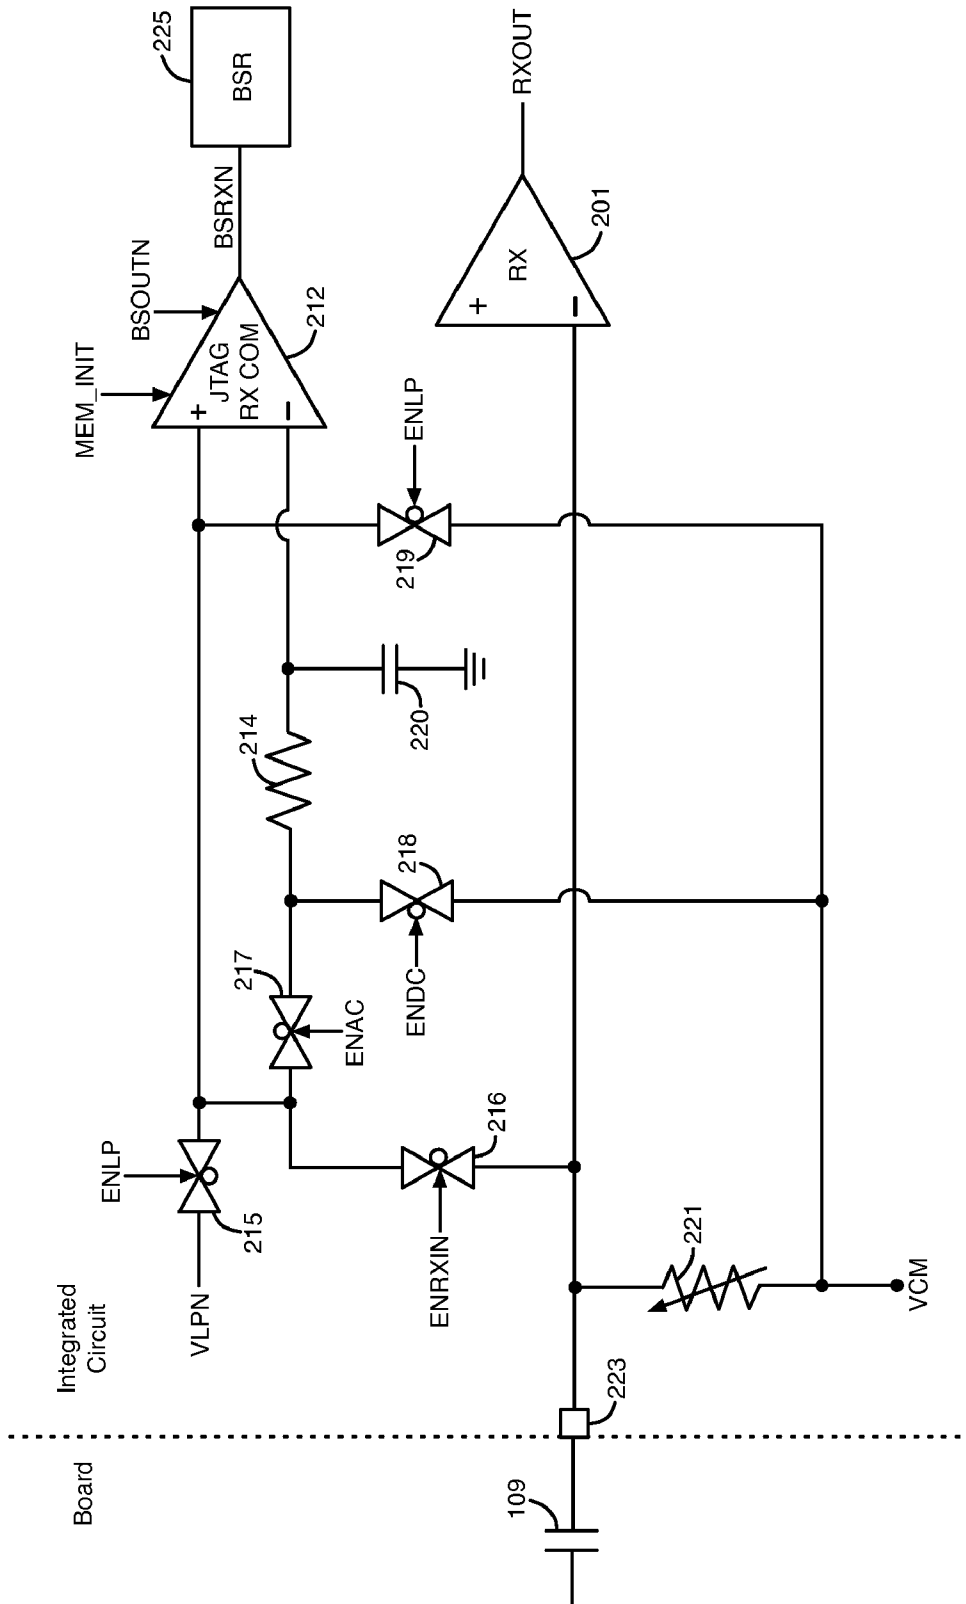 Board
Integrated
Circuit
109
223
VLPN
ENLP
215
ENRXIN
216
221
VCM
ENAC
217
ENDC
218
214
220
219
ENLP
MEM_INIT
BSOUTN
+
JTAG
RX COM
−
212
BSRXN
BSR
225
+
RX
−
201
RXOUT